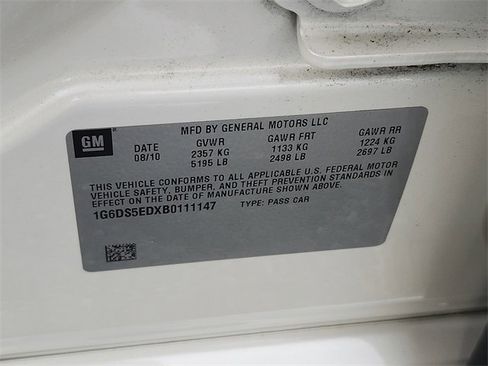 MFD BY GENERAL MOTORS LLC
GM DATE GVWR GAWR FRT GAWR RR
08/10 2357 KG 1133 KG 1224 KG
5195 LB 2498 LB 2697 LB
THIS VEHICLE CONFORMS TO ALL APPLICABLE U.S. FEDERAL MOTOR
VEHICLE SAFETY, BUMPER, AND THEFT PREVENTION STANDARDS IN
EFFECT ON THE DATE OF MANUFACTURE SHOWN ABOVE.
1G6DS5EDXB0111147 TYPE: PASS CAR